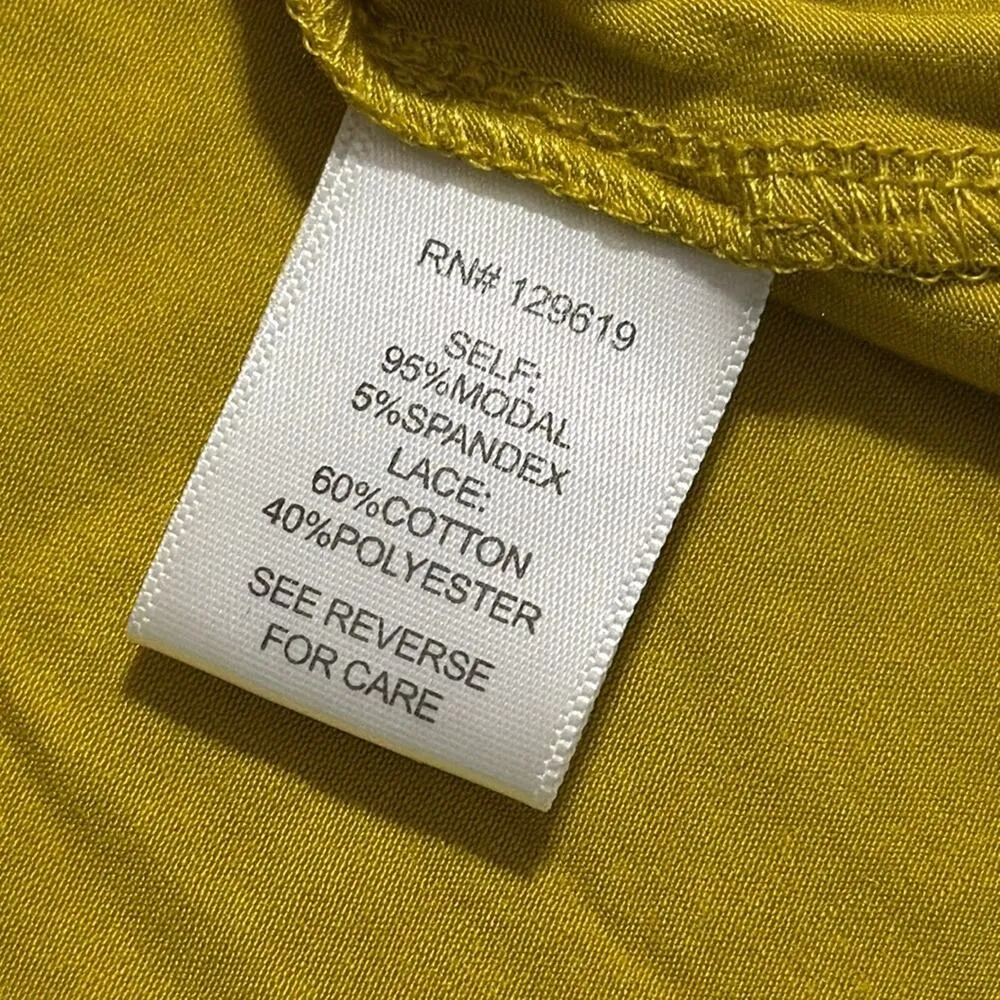 RN# 129619
SELF:
95%MODAL
5%SPANDEX
LACE:
60%COTTON
40%POLYESTER
SEE REVERSE
FOR CARE